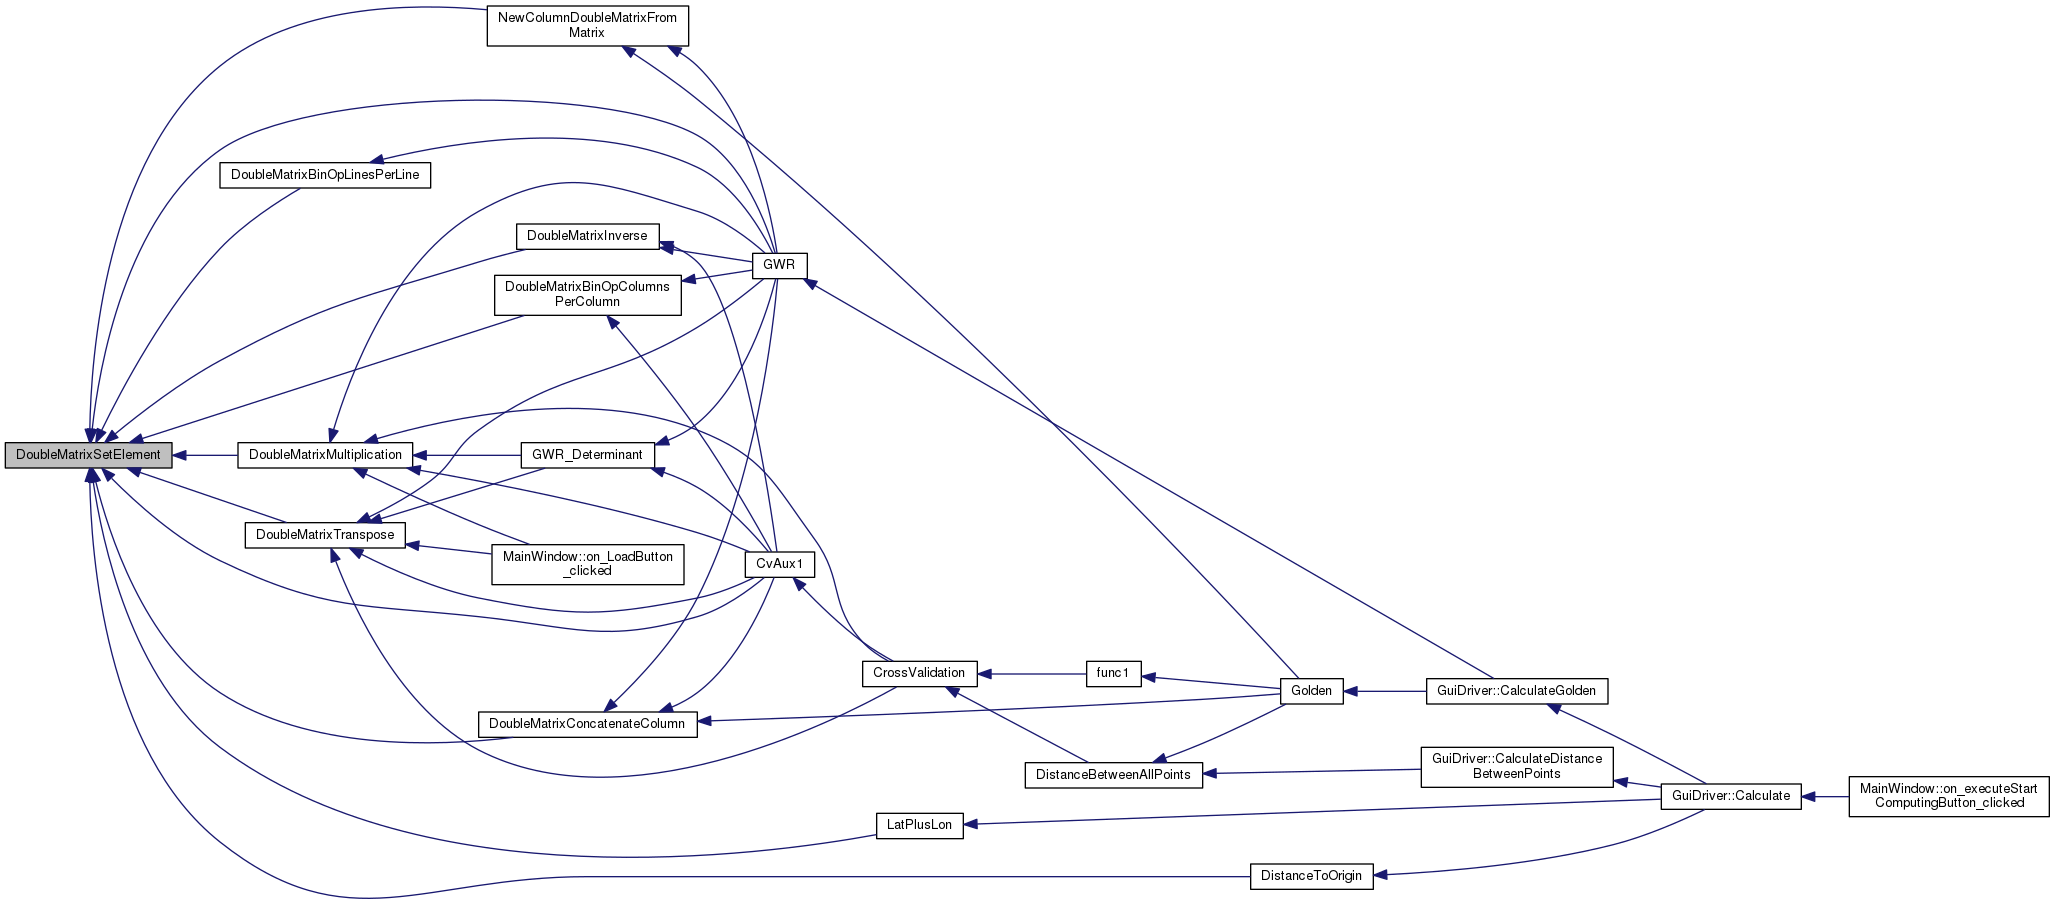 NewColumnDoubleMatrixFrom
Matrix
DoubleMatrixBinOpLinesPerLine
DoubleMatrixInverse
GWR
DoubleMatrixBinOpColumns
PerColumn
DoubleMatrixSetElement
DoubleMatrixMultiplication
GWR_Determinant
DoubleMatrixTranspose
MainWindow::on_LoadButton
_clicked
CvAux1
CrossValidation
func1
Golden
GuiDriver::CalculateGolden
DoubleMatrixConcatenateColumn
DistanceBetweenAllPoints
GuiDriver::CalculateDistance
BetweenPoints
GuiDriver::Calculate
MainWindow::on_executeStart
ComputingButton_clicked
LatPlusLon
DistanceToOrigin